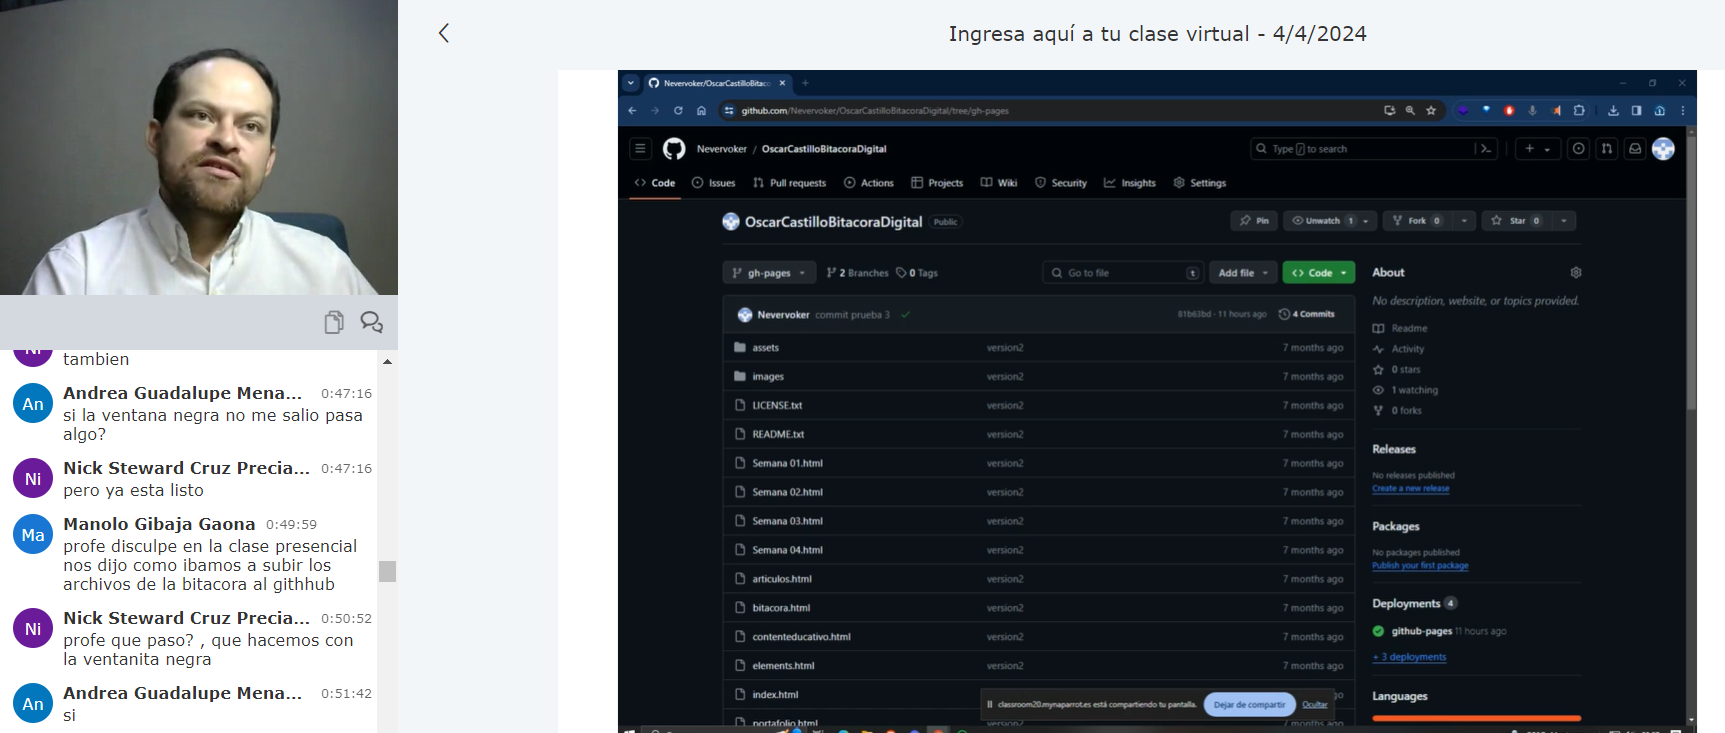 Ingresa aquí a tu clase virtual - 4/4/2024
Ni
tambien
An
Andrea Guadalupe Mena... 0:47:16
si la ventana negra no me salio pasa
algo?
Ni
Nick Steward Cruz Precia... 0:47:16
pero ya esta listo
Ma
Manolo Gibaja Gaona 0:49:59
profe disculpe en la clase presencial
nos dijo como ibamos a subir los
archivos de la bitacora al githhub
Ni
Nick Steward Cruz Precia... 0:50:52
profe que paso? , que hacemos con
la ventanita negra
An
Andrea Guadalupe Mena... 0:51:42
si
Nevervoker/OscarCastilloBitaco
github.com/Nevervoker/OscarCastilloBitacoraDigital/tree/gh-pages
Nevervoker / OscarCastilloBitacoraDigital
Type / to search
Code Issues Pull requests Actions Projects Wiki Security Insights Settings
OscarCastilloBitacoraDigital Public
Pin Unwatch 1 Fork 0 Star 0
gh-pages 2 Branches 0 Tags Go to file t Add file Code
Nevervoker commit prueba 3 81b63bd · 11 hours ago 4 Commits
assets version2 7 months ago
images version2 7 months ago
LICENSE.txt version2 7 months ago
README.txt version2 7 months ago
Semana 01.html version2 7 months ago
Semana 02.html version2 7 months ago
Semana 03.html version2 7 months ago
Semana 04.html version2 7 months ago
articulos.html version2 7 months ago
bitacora.html version2 7 months ago
contenteducativo.html version2 7 months ago
elements.html version2 7 months ago
index.html
portafolio.html version2 7 months ago
About
No description, website, or topics provided.
Readme
Activity
0 stars
1 watching
0 forks
Releases
No releases published
Create a new release
Packages
No packages published
Publish your first package
Deployments 4
github-pages 11 hours ago
+ 3 deployments
Languages
classroom20.mynaparrot.es está compartiendo tu pantalla. Dejar de compartir Ocultar